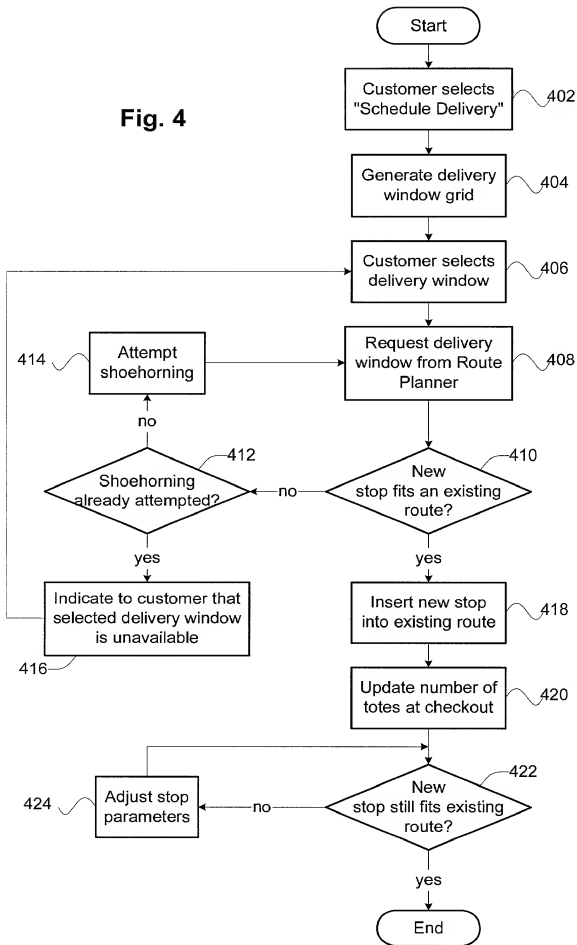 Start
Customer selects
"Schedule Delivery"
402
Fig. 4
Generate delivery
window grid
404
Customer selects
delivery window
406
414
Attempt
shoehorning
Request delivery
window from Route
Planner
408
no
412
Shoehorning
already attempted?
no
410
New
stop fits an existing
route?
yes
yes
Indicate to customer that
selected delivery window
is unavailable
416
Insert new stop
into existing route
418
Update number of
totes at checkout
420
424
Adjust stop
parameters
no
422
New
stop still fits existing
route?
yes
End